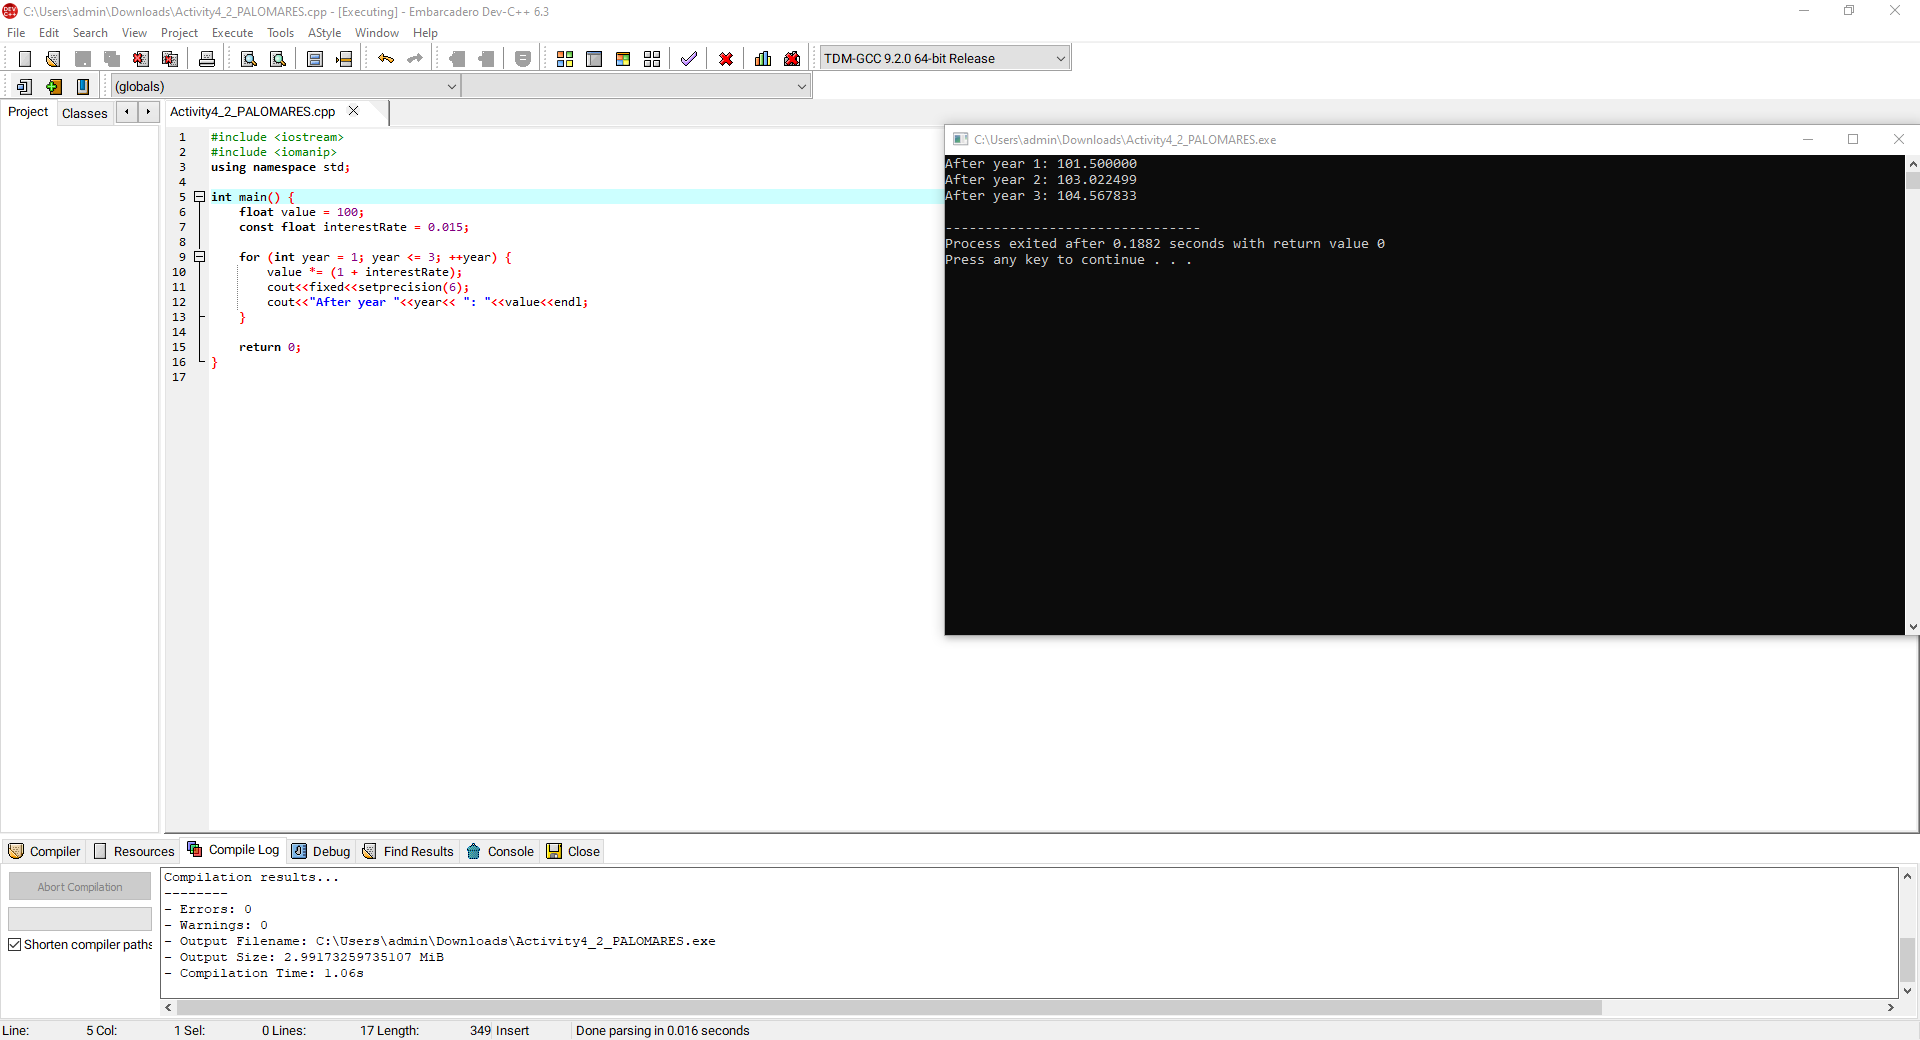 C:\Users\admin\Downloads\Activity4_2_PALOMARES.cpp - [Executing] - Embarcadero Dev-C++ 6.3
File Edit Search View Project Execute Tools AStyle Window Help
TDM-GCC 9.2.0 64-bit Release
(globals)
Project Classes
Activity4_2_PALOMARES.cpp
1 #include <iostream>
2 #include <iomanip>
3 using namespace std;
4
5 int main() {
6 float value = 100;
7 const float interestRate = 0.015;
8
9 for (int year = 1; year <= 3; ++year) {
10 value *= (1 + interestRate);
11 cout<<fixed<<setprecision(6);
12 cout<<"After year "<<year<< ": "<<value<<endl;
13 }
14
15 return 0;
16 }
17
C:\Users\admin\Downloads\Activity4_2_PALOMARES.exe
After year 1: 101.500000
After year 2: 103.022499
After year 3: 104.567833
--------------------------------
Process exited after 0.1882 seconds with return value 0
Press any key to continue . . .
Compiler Resources Compile Log Debug Find Results Console Close
Abort Compilation
Shorten compiler paths
Compilation results...
--------
- Errors: 0
- Warnings: 0
- Output Filename: C:\Users\admin\Downloads\Activity4_2_PALOMARES.exe
- Output Size: 2.99173259735107 MiB
- Compilation Time: 1.06s
Line: 5 Col: 1 Sel: 0 Lines: 17 Length: 349 Insert Done parsing in 0.016 seconds